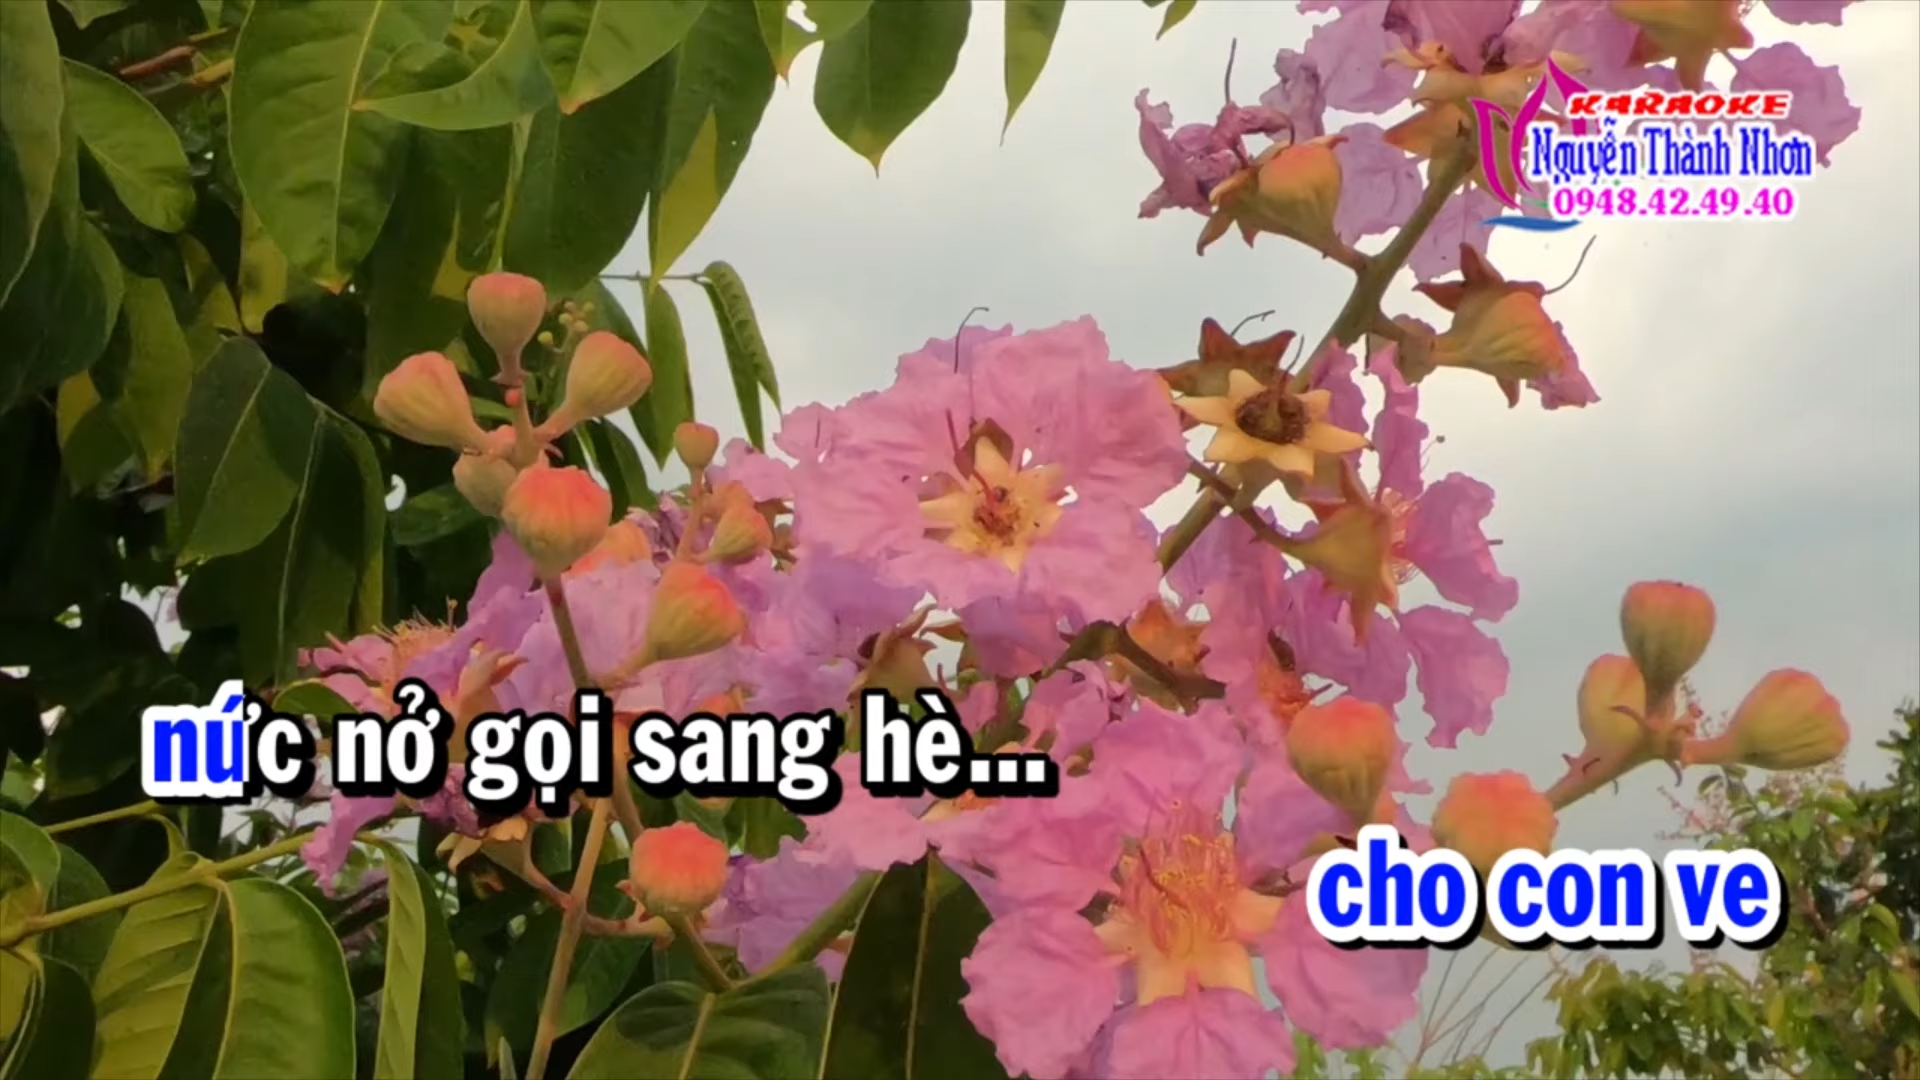 KARAOKE
Nguyễn Thành Nhơn
0948.42.49.40
nức nở gọi sang hè...
cho con ve